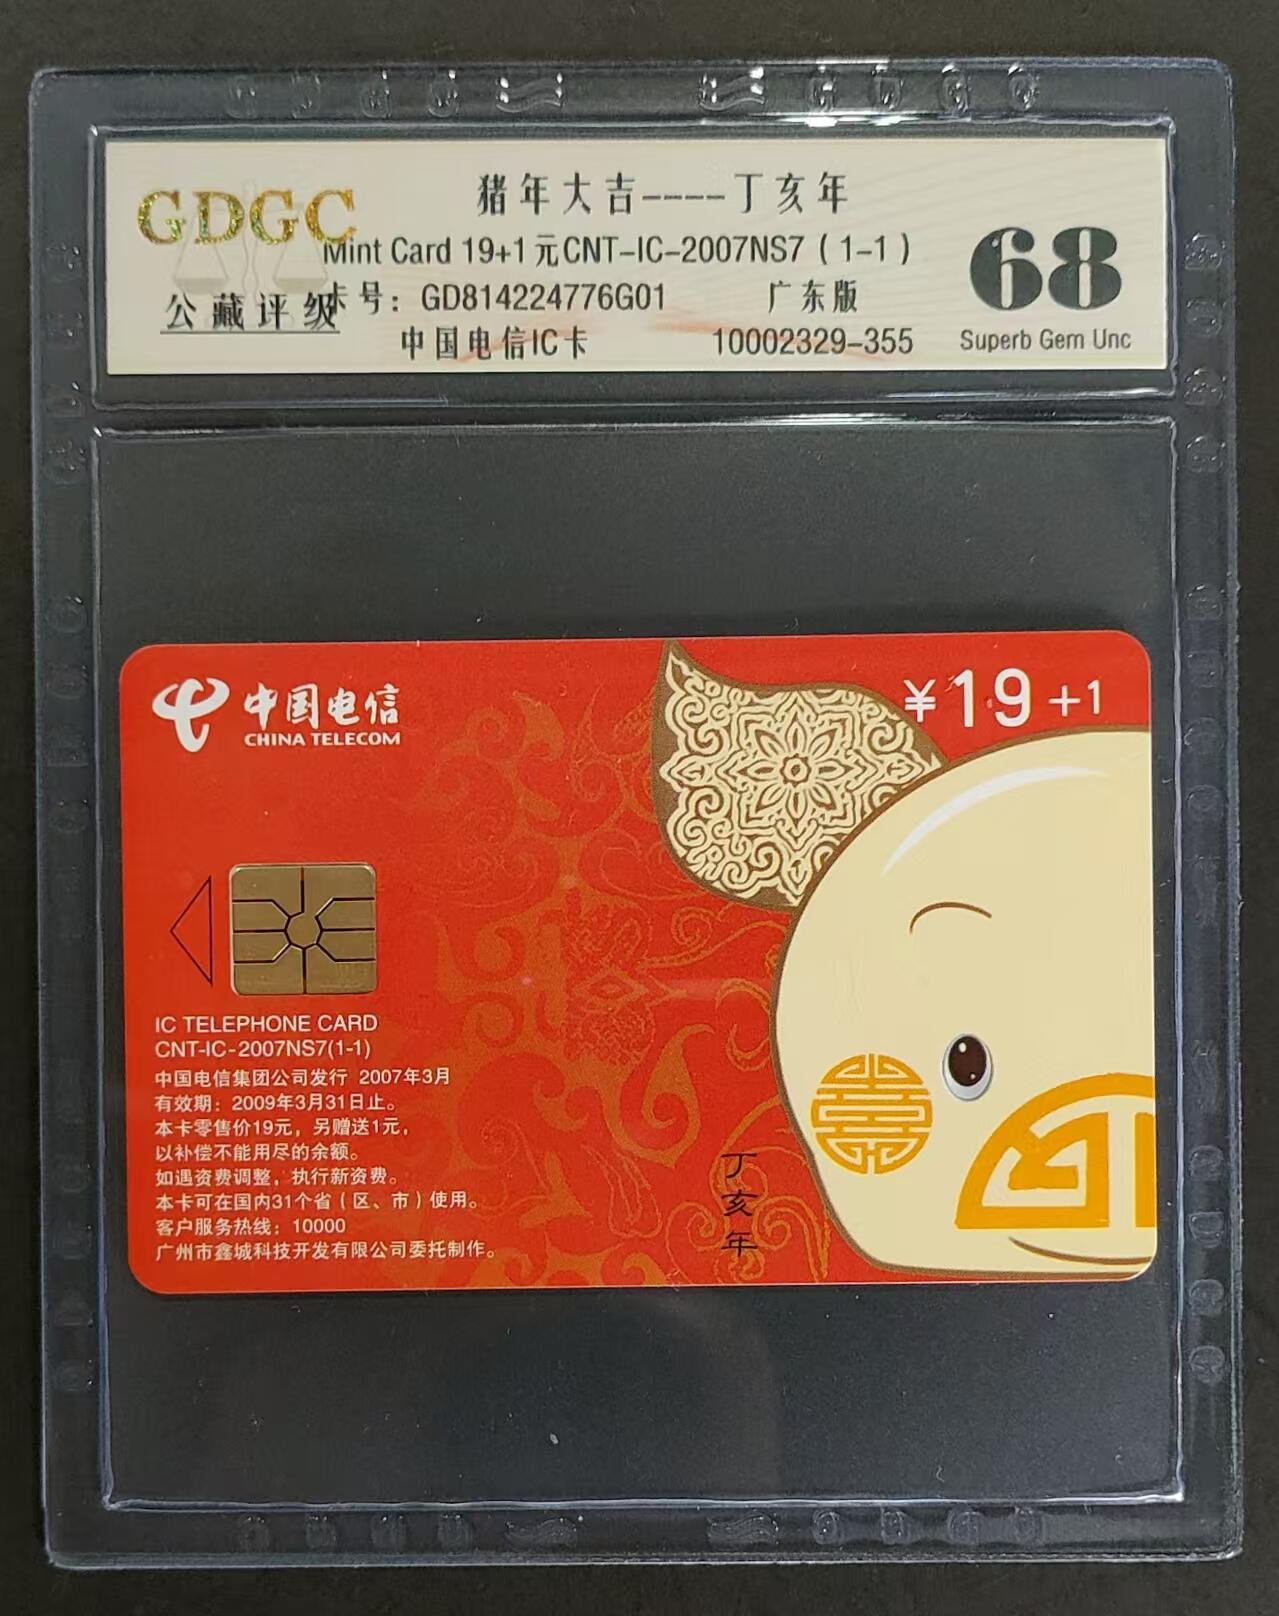 GDGC
公藏评级
猪年大吉----丁亥年
Mint Card 19+1元CNT-IC-2007NS7(1-1)
卡号：GD814224776G01 广东版
中国电信IC卡 10002329-355
68
Superb Gem Unc
中国电信
CHINA TELECOM
¥19+1
IC TELEPHONE CARD
CNT-IC-2007NS7(1-1)
中国电信集团公司发行 2007年3月
有效期：2009年3月31日止。
本卡零售价19元，另赠送1元，
以补偿不能用尽的余额。
如遇资费调整，执行新资费。
本卡可在国内31个省（区、市）使用。
客户服务热线：10000
广州市鑫城科技开发有限公司委托制作。
丁亥年